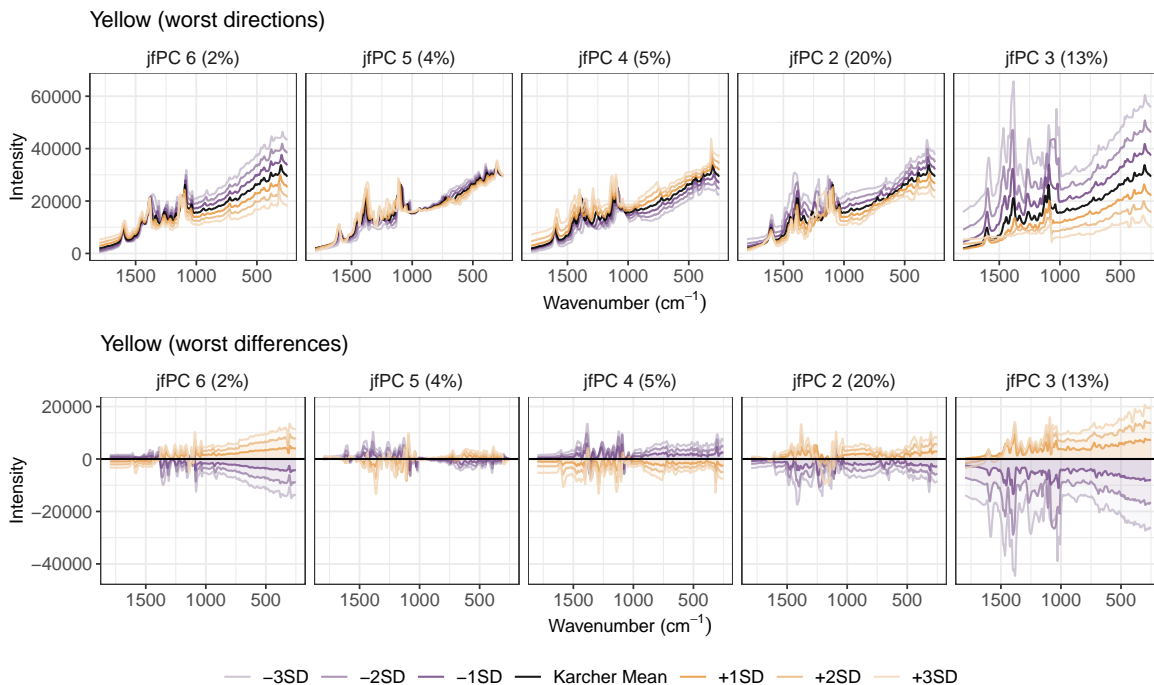 Yellow (worst directions)
jfPC 6 (2%) jfPC 5 (4%) jfPC 4 (5%) jfPC 2 (20%) jfPC 3 (13%)
60000
40000
20000
0
Intensity
1500 1000 500 1500 1000 500 1500 1000 500 1500 1000 500 1500 1000 500
Wavenumber (cm⁻¹)
Yellow (worst differences)
jfPC 6 (2%) jfPC 5 (4%) jfPC 4 (5%) jfPC 2 (20%) jfPC 3 (13%)
20000
0
−20000
−40000
Intensity
1500 1000 500 1500 1000 500 1500 1000 500 1500 1000 500 1500 1000 500
Wavenumber (cm⁻¹)
−3SD −2SD −1SD Karcher Mean +1SD +2SD +3SD